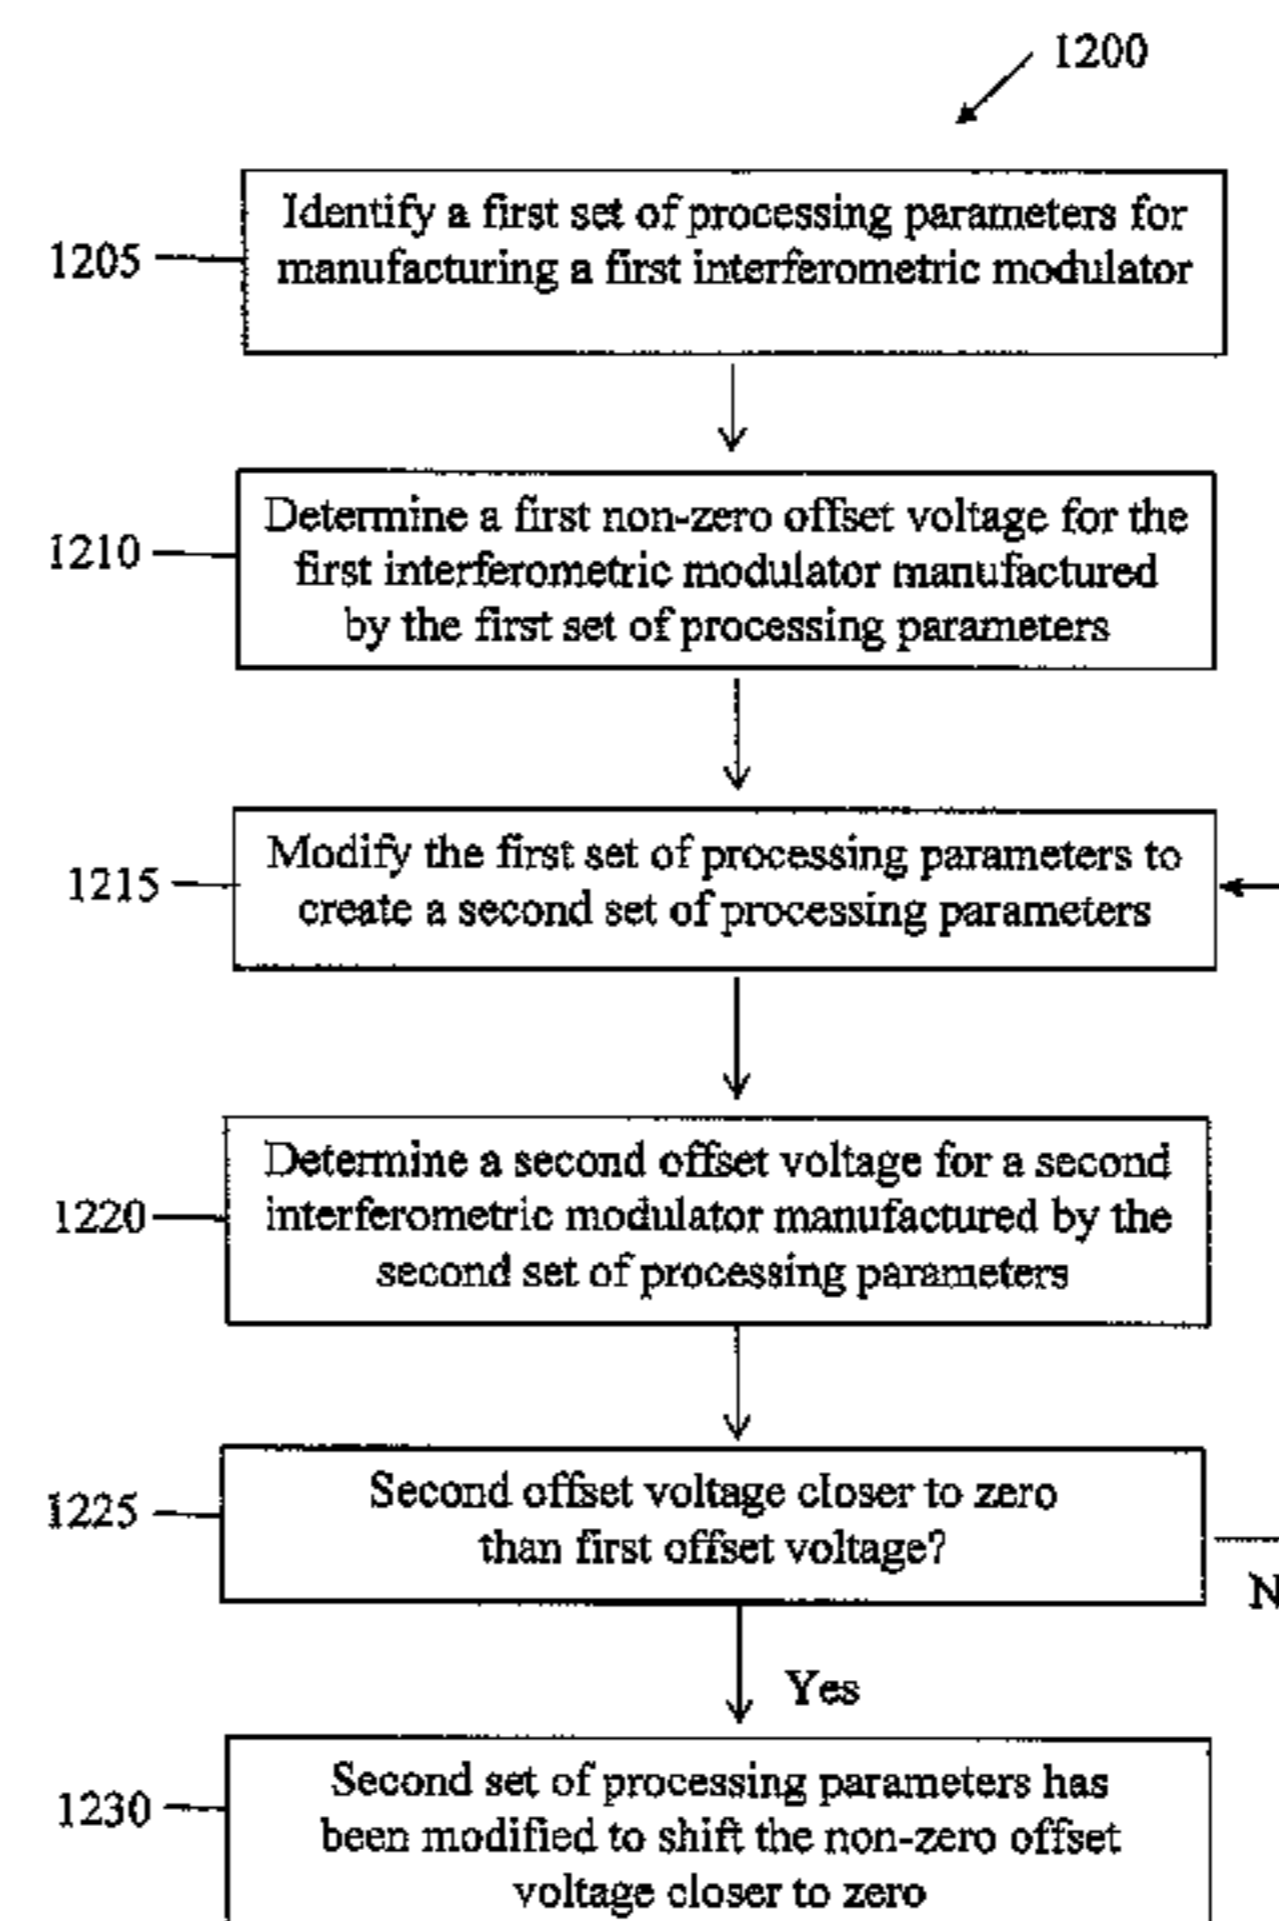 1200
Identify a first set of processing parameters for
manufacturing a first interferometric modulator
1205
Determine a first non-zero offset voltage for the
first interferometric modulator manufactured
by the first set of processing parameters
1210
Modify the first set of processing parameters to
create a second set of processing parameters
1215
Determine a second offset voltage for a second
interferometric modulator manufactured by the
second set of processing parameters
1220
Second offset voltage closer to zero
than first offset voltage?
1225
Yes
Second set of processing parameters has
been modified to shift the non-zero offset
voltage closer to zero
1230